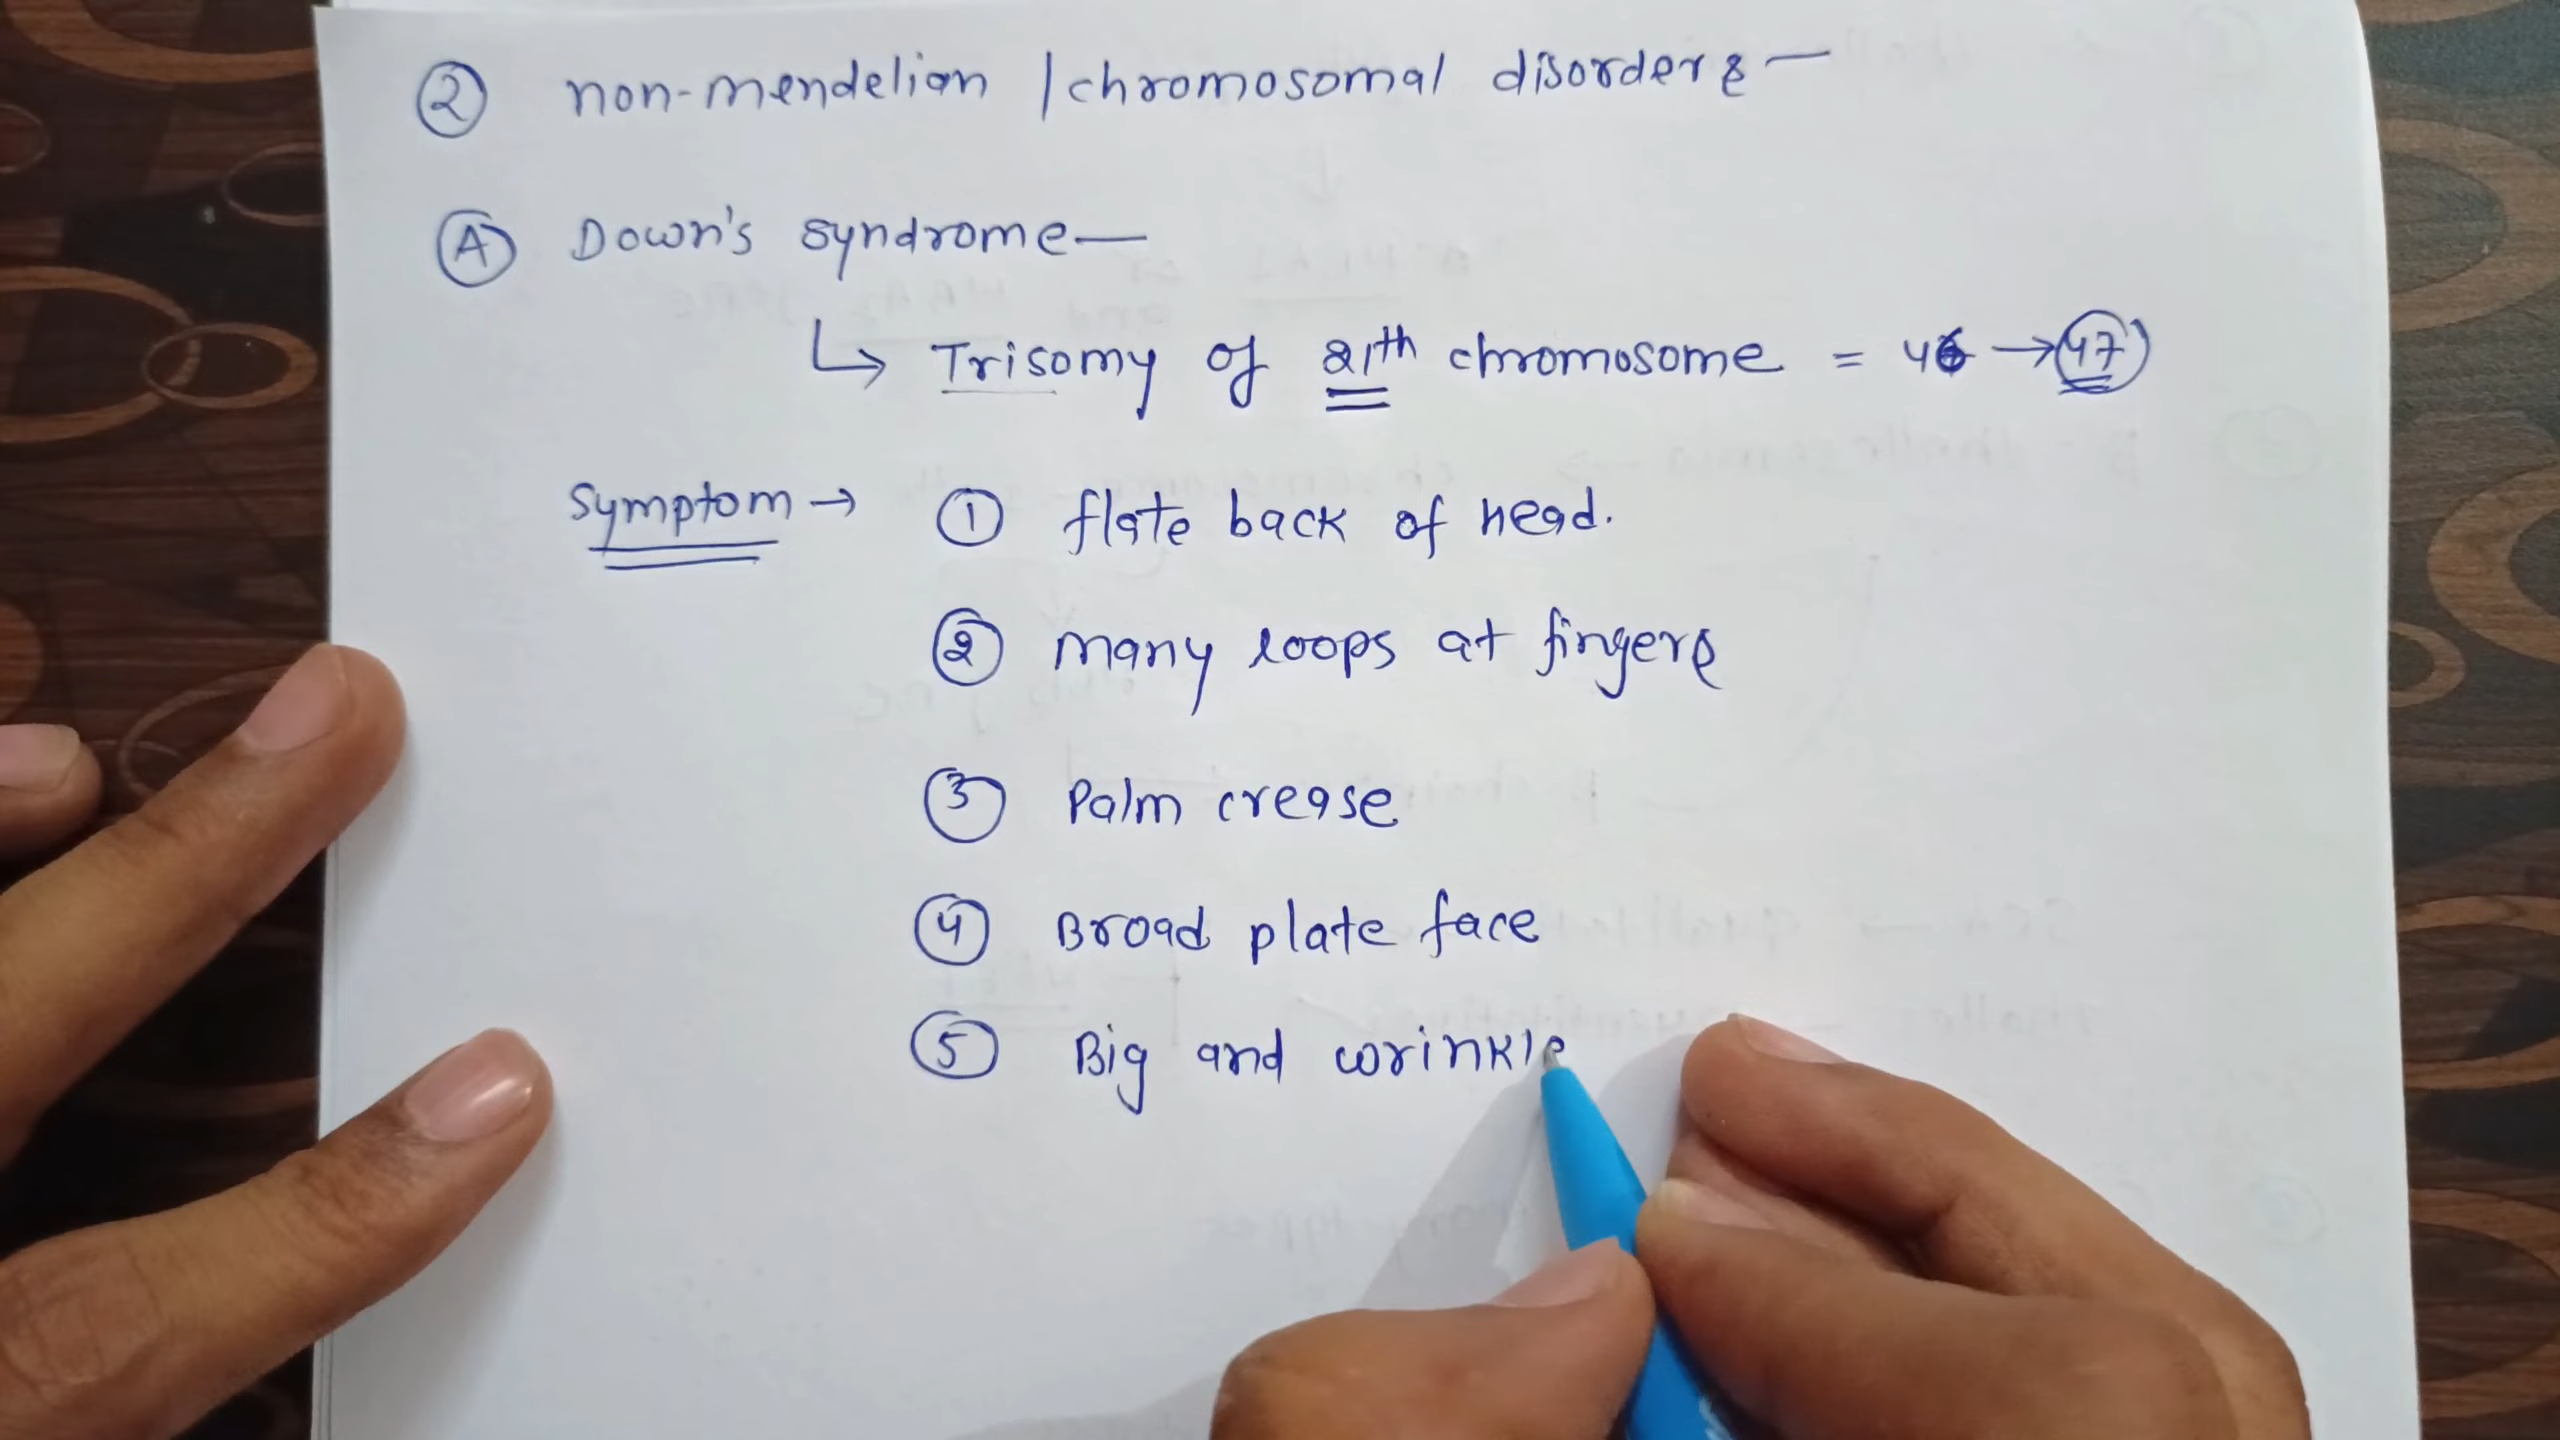 ② non-mendelian / chromosomal disorders —
Ⓐ Down's syndrome —
↳ Trisomy of 21th chromosome = 46 → 47
Symptom → ① flate back of head.
② many loops at fingers
③ Palm crease
④ Broad plate face
⑤ Big and wrinkle